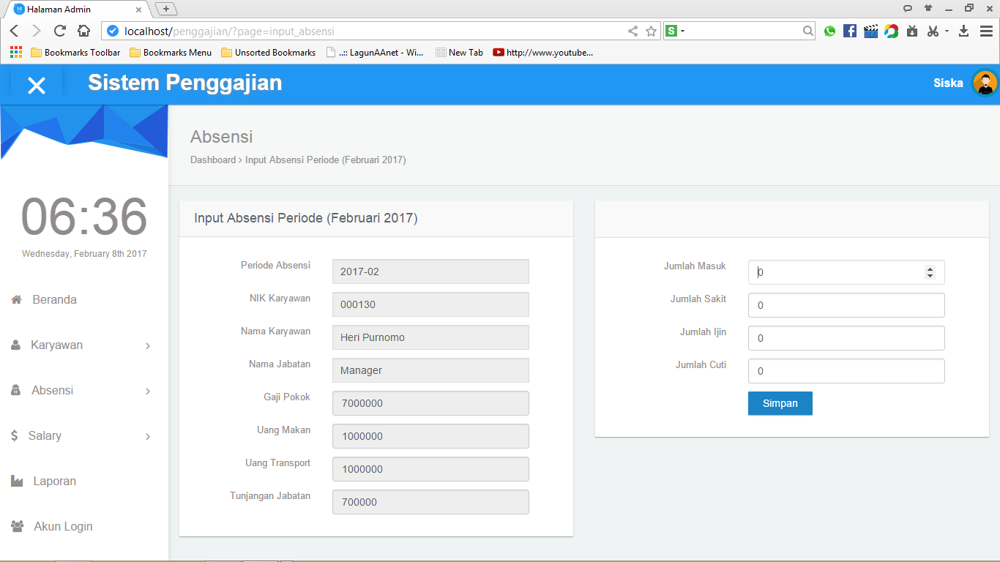 Halaman Admin
localhost/penggajian/?page=input_absensi
S
Bookmarks Toolbar
Bookmarks Menu
Unsorted Bookmarks
..:: LagunAAnet - Wi...
New Tab
http://www.youtube...
Sistem Penggajian
Siska
06:36
Wednesday, February 8th 2017
Beranda
Karyawan
Absensi
Salary
Laporan
Akun Login
Absensi
Dashboard > Input Absensi Periode (Februari 2017)
Input Absensi Periode (Februari 2017)
Periode Absensi 2017-02
NIK Karyawan 000130
Nama Karyawan Heri Purnomo
Nama Jabatan Manager
Gaji Pokok 7000000
Uang Makan 1000000
Uang Transport 1000000
Tunjangan Jabatan 700000
Jumlah Masuk 0
Jumlah Sakit 0
Jumlah Ijin 0
Jumlah Cuti 0
Simpan